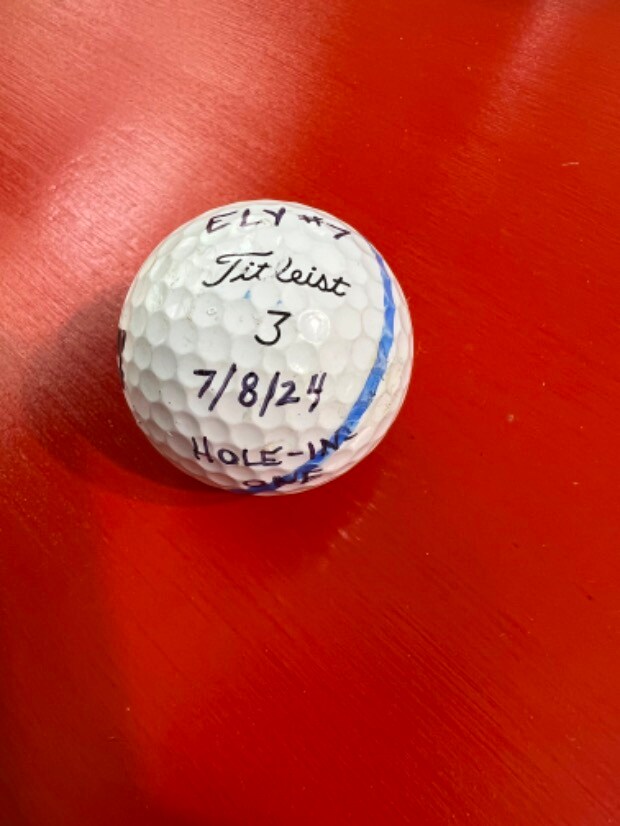 ELY #7
Titleist
3
7/8/24
HOLE-IN-
ONE